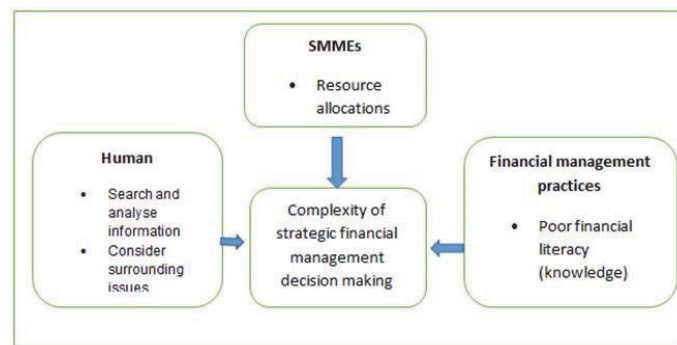 SMMEs
• Resource
allocations
Human
• Search and
analyse
information
• Consider
surrounding
issues
Complexity of
strategic financial
management
decision making
Financial management
practices
• Poor financial
literacy
(knowledge)